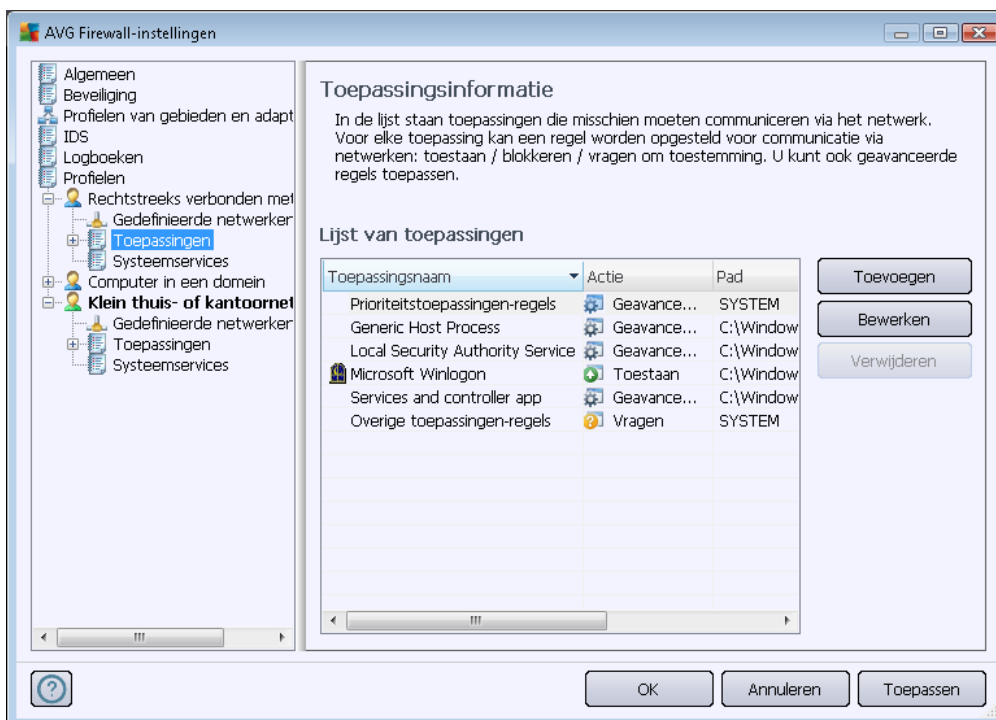 AVG Firewall-instellingen
Algemeen
Beveiliging
Profielen van gebieden en adapt
IDS
Logboeken
Profielen
Rechtstreeks verbonden met
Gedefinieerde netwerken
Toepassingen
Systeemservices
Computer in een domein
Klein thuis- of kantoornet
Gedefinieerde netwerken
Toepassingen
Systeemservices
Toepassingsinformatie
In de lijst staan toepassingen die misschien moeten communiceren via het netwerk.
Voor elke toepassing kan een regel worden opgesteld voor communicatie via
netwerken: toestaan / blokkeren / vragen om toestemming. U kunt ook geavanceerde
regels toepassen.
Lijst van toepassingen
Toepassingsnaam Actie Pad
Prioriteitstoepassingen-regels Geavance... SYSTEM
Generic Host Process Geavance... C:\Window
Local Security Authority Service Geavance... C:\Window
Microsoft Winlogon Toestaan C:\Window
Services and controller app Geavance... C:\Window
Overige toepassingen-regels Vragen SYSTEM
Toevoegen
Bewerken
Verwijderen
OK
Annuleren
Toepassen